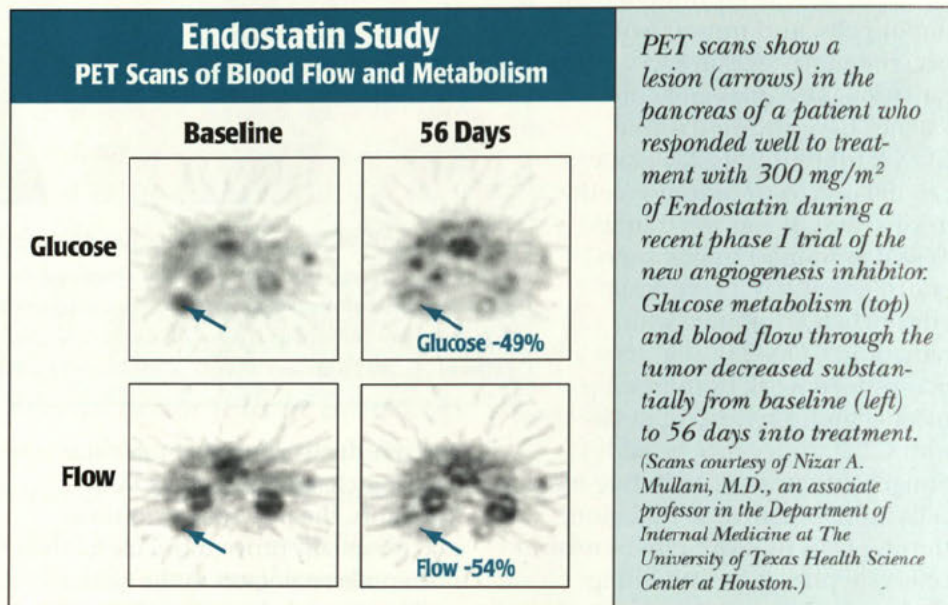 Endostatin Study
PET Scans of Blood Flow and Metabolism
Baseline
56 Days
Glucose
Glucose -49%
Flow
Flow -54%
PET scans show a
lesion (arrows) in the
pancreas of a patient who
responded well to treat-
ment with 300 mg/m²
of Endostatin during a
recent phase I trial of the
new angiogenesis inhibitor.
Glucose metabolism (top)
and blood flow through the
tumor decreased substan-
tially from baseline (left)
to 56 days into treatment.
(Scans courtesy of Nizar A.
Mullani, M.D., an associate
professor in the Department of
Internal Medicine at The
University of Texas Health Science
Center at Houston.)